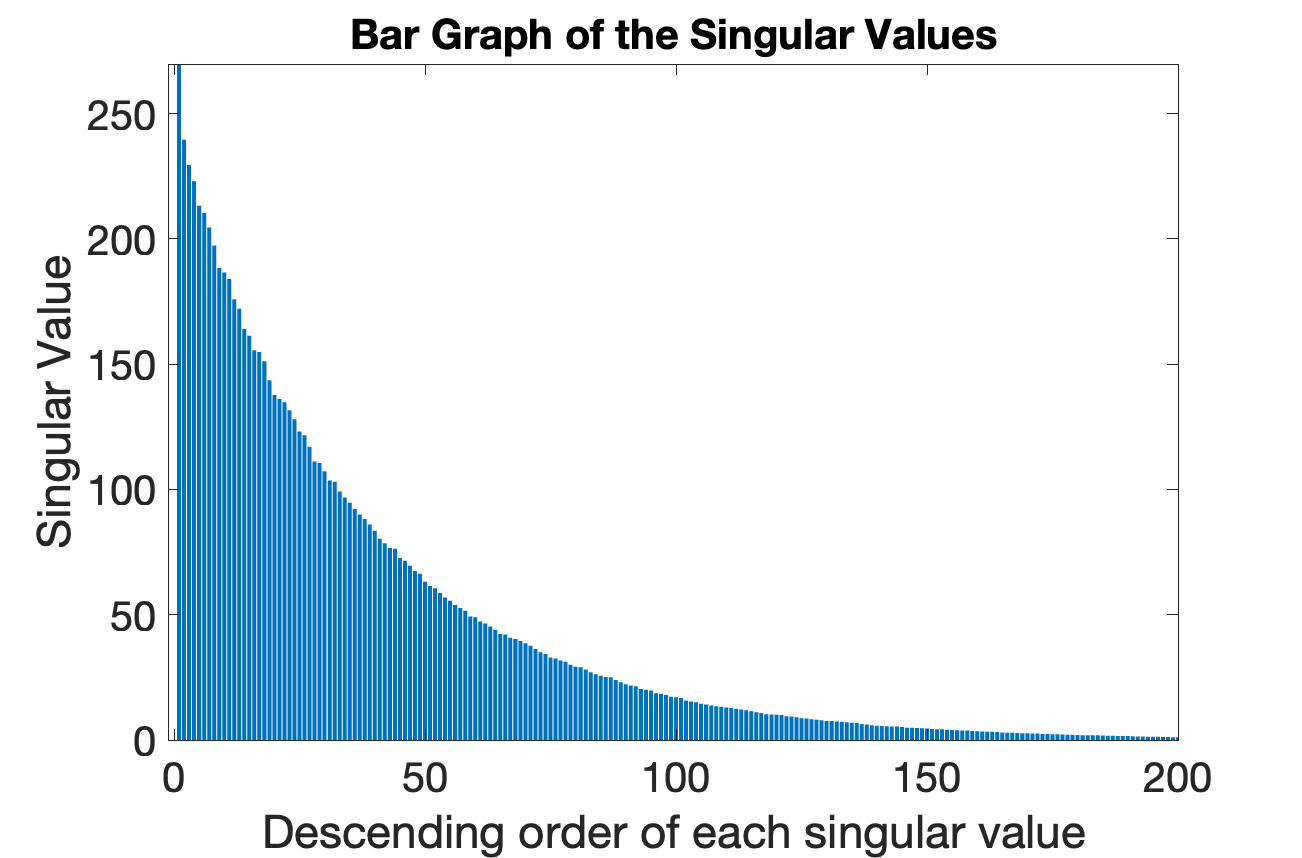 Bar Graph of the Singular Values
250
200
150
100
50
0
Singular Value
0 50 100 150 200
Descending order of each singular value